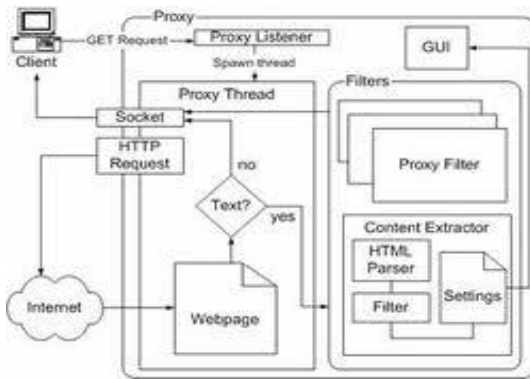 Proxy
Client
GET Request
Proxy Listener
GUI
Spawn thread
Proxy Thread
Filters
Socket
HTTP
Request
no
Text?
yes
Proxy Filter
Content Extractor
HTML
Parser
Filter
Settings
Internet
Webpage